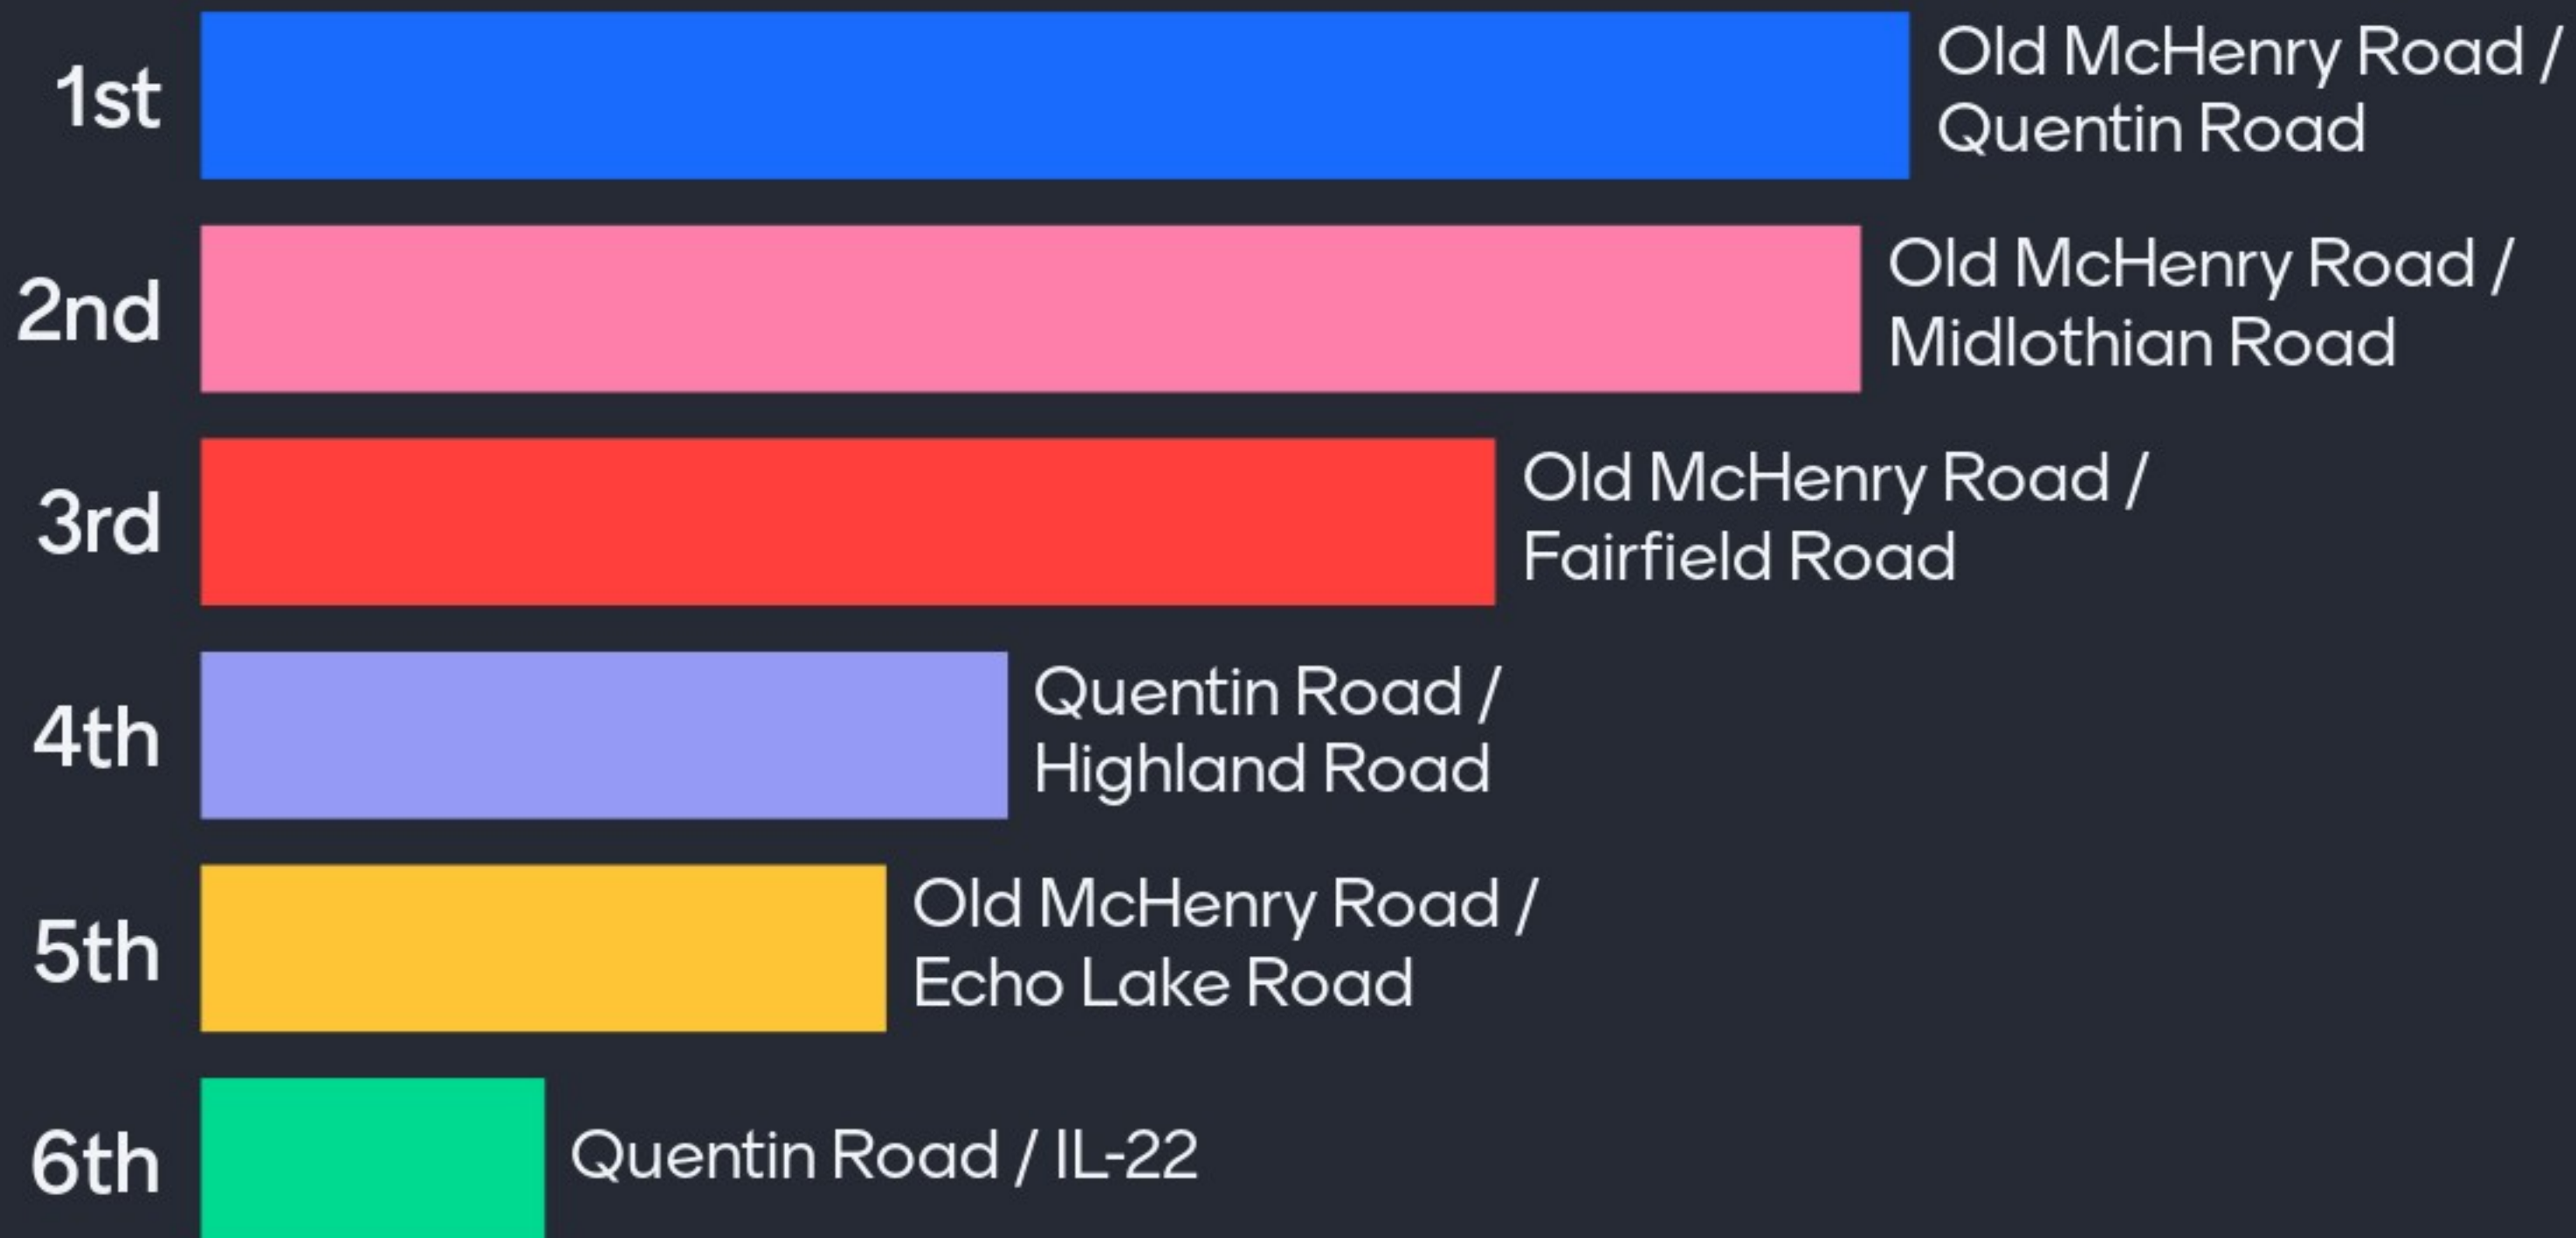 1st
Old McHenry Road /
Quentin Road
2nd
Old McHenry Road /
Midlothian Road
3rd
Old McHenry Road /
Fairfield Road
4th
Quentin Road /
Highland Road
5th
Old McHenry Road /
Echo Lake Road
6th
Quentin Road / IL-22